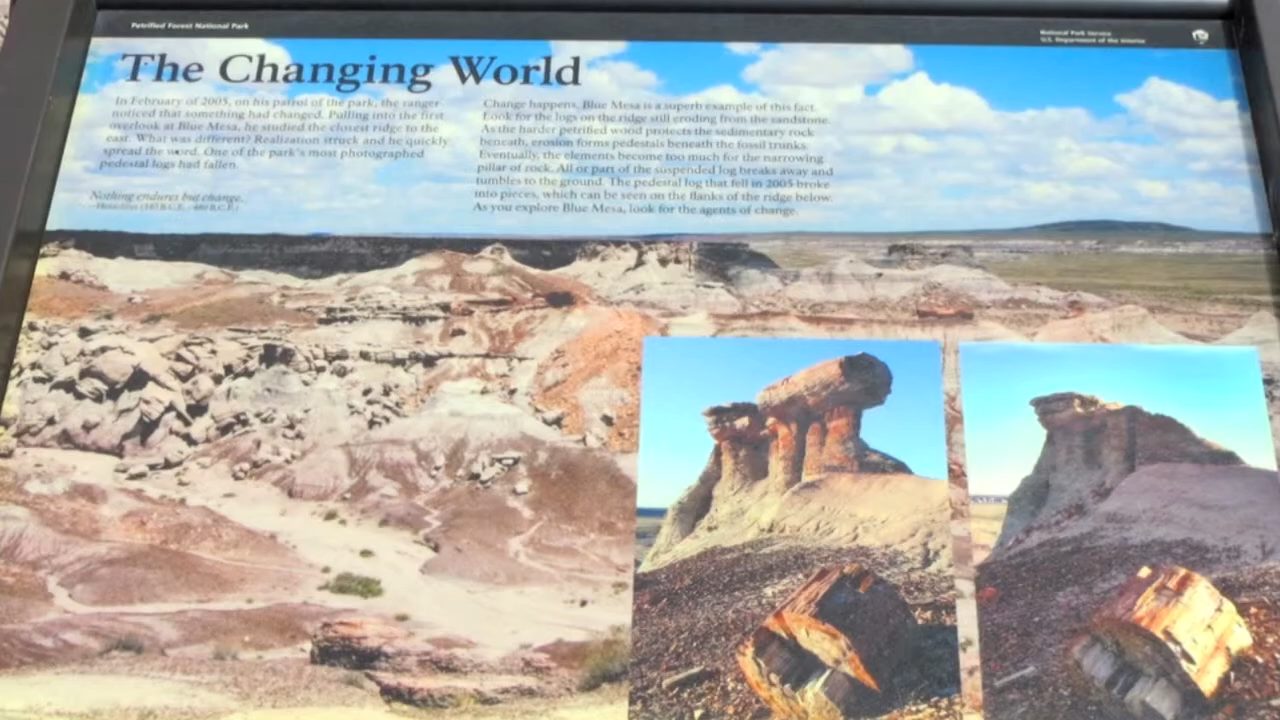 Petrified Forest National Park
National Park Service
U.S. Department of the Interior
The Changing World
In February of 2005, on his patrol of the park, the ranger
noticed that something had changed. Pulling into the first
overlook at Blue Mesa, he studied the closest ridge to the
east. What was different? Realization struck and he quickly
spread the word. One of the park's most photographed
pedestal logs had fallen.
Nothing endures but change.
Change happens, Blue Mesa is a superb example of this fact.
Look for the logs on the ridge still eroding from the sandstone.
As the harder petrified wood protects the sedimentary rock
beneath, erosion forms pedestals beneath the fossil trunks.
Eventually, the elements become too much for the narrowing
pillar of rock. All or part of the suspended log breaks away and
tumbles to the ground. The pedestal log that fell in 2005 broke
into pieces, which can be seen on the flanks of the ridge below.
As you explore Blue Mesa, look for the agents of change.